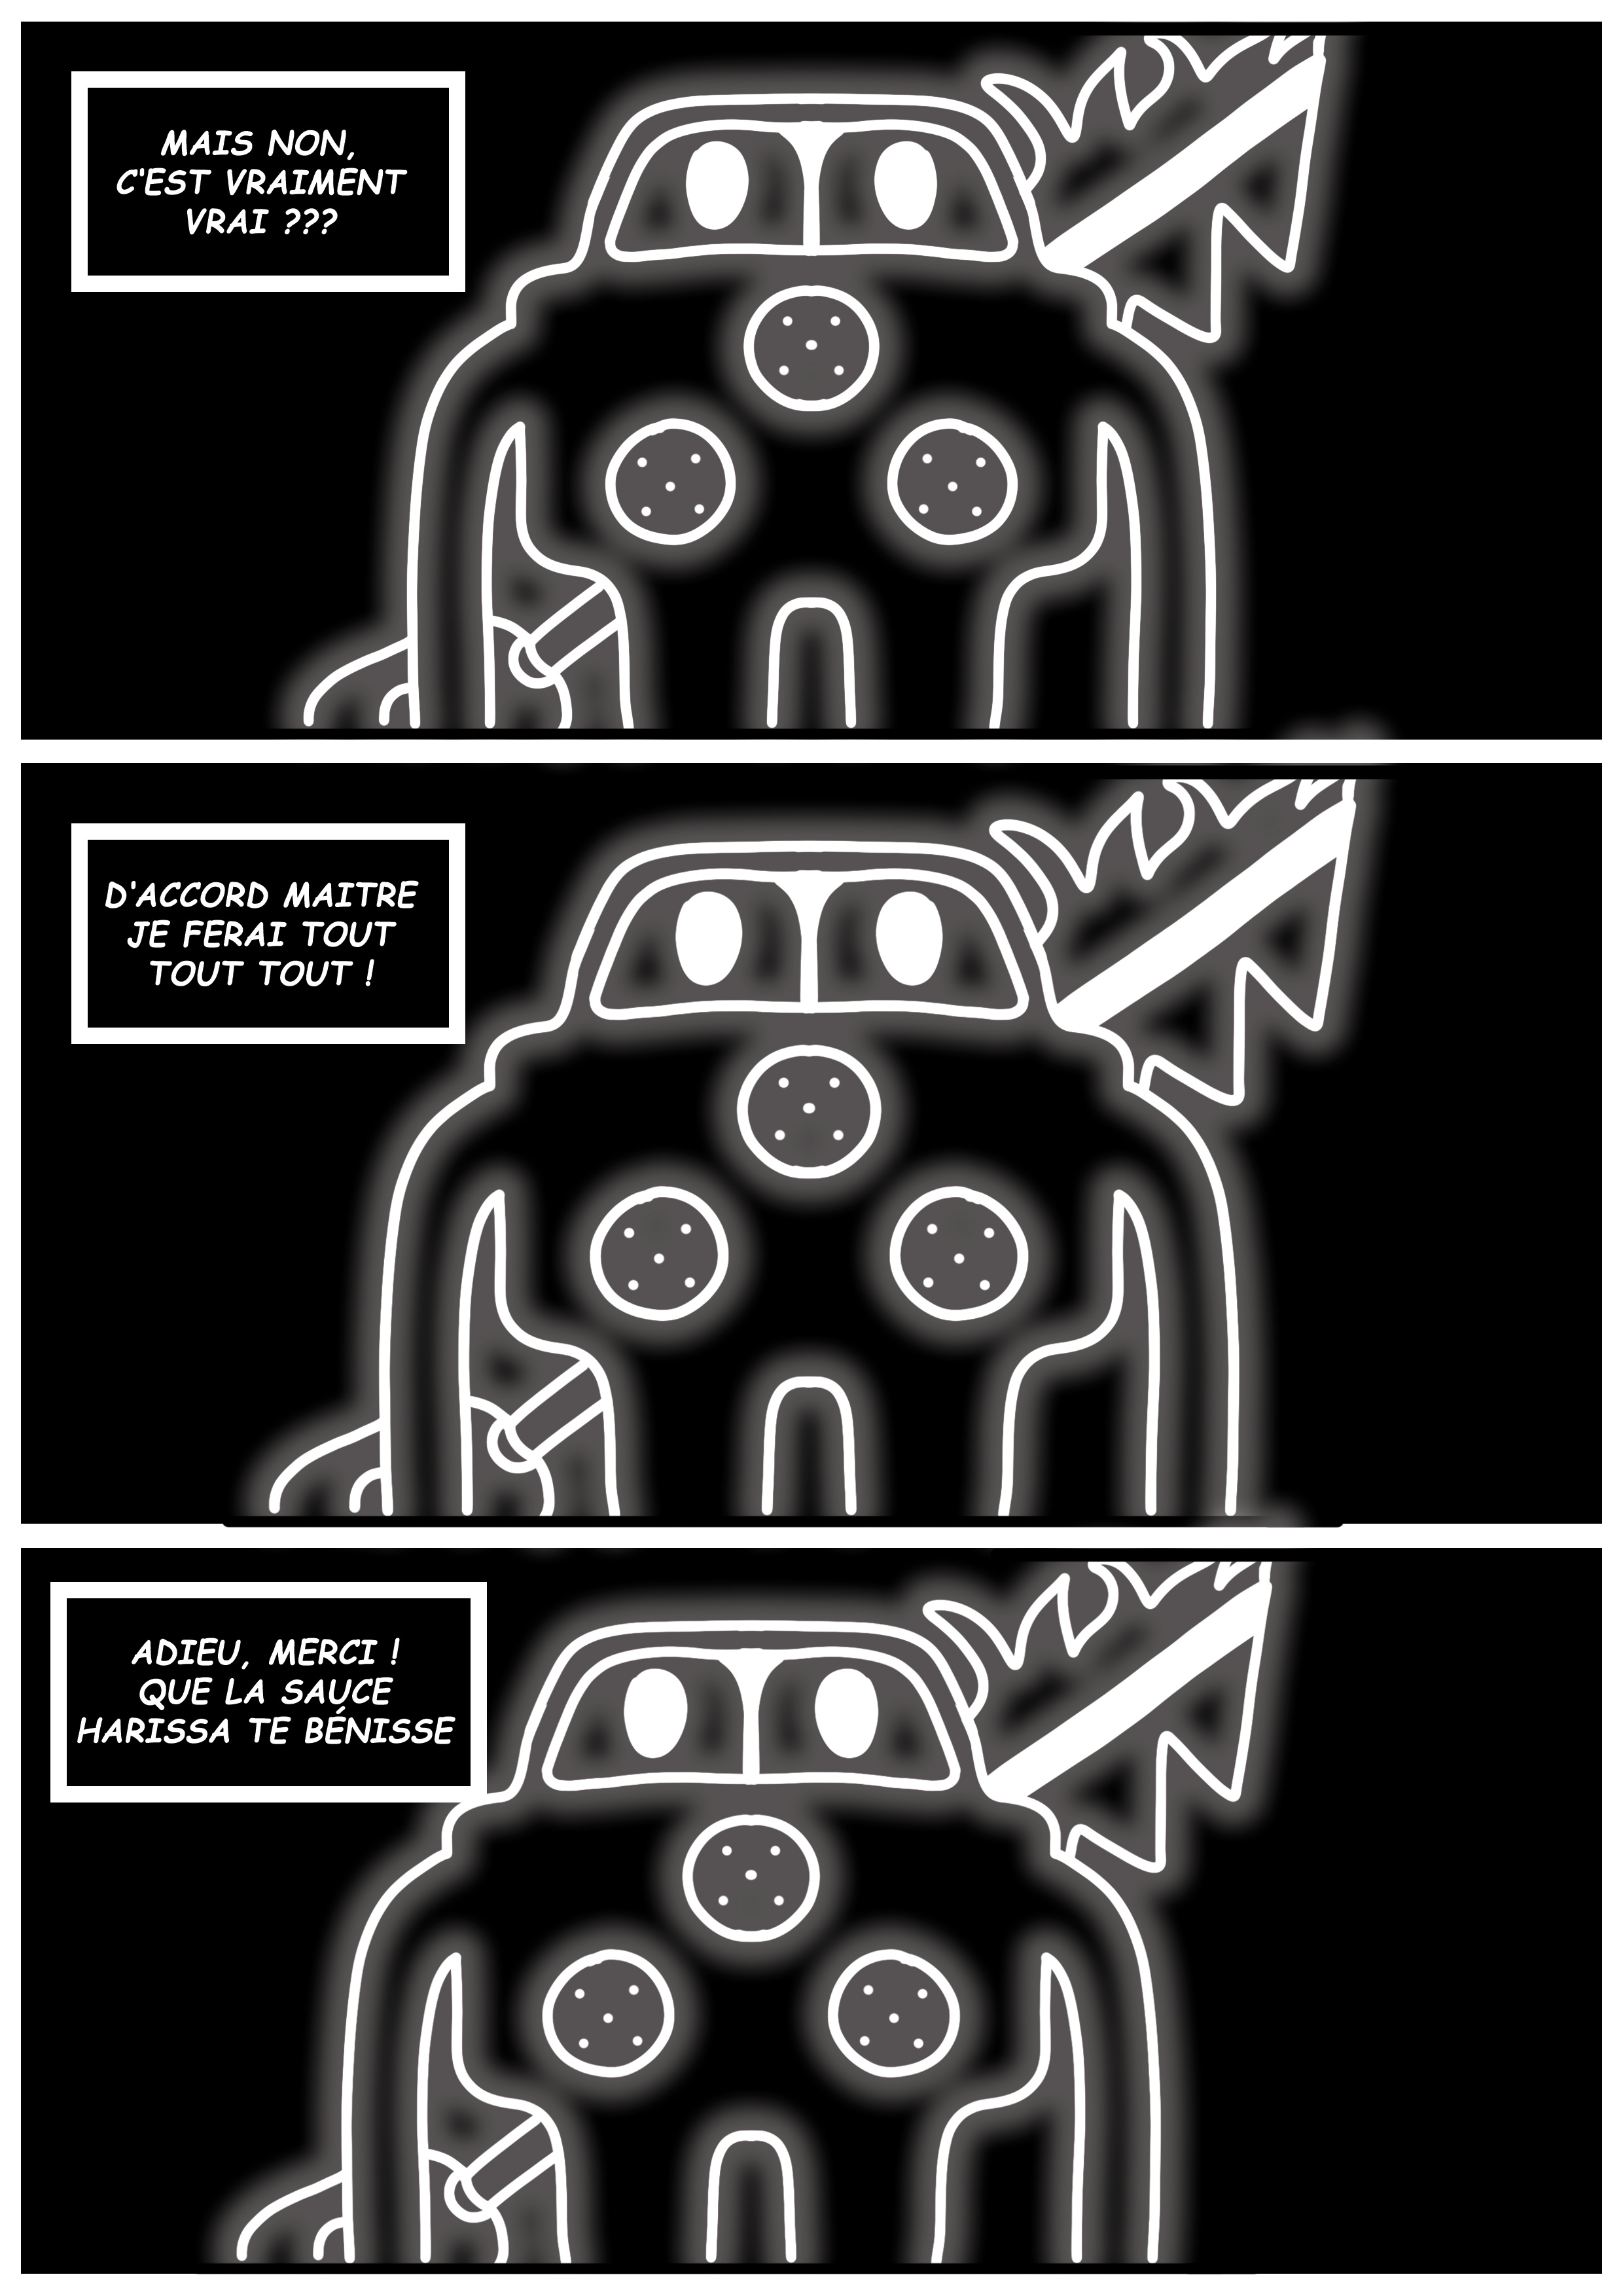 MAIS NON,
C'EST VRAIMENT
VRAI ???
D'ACCORD MAITRE
JE FERAI TOUT
TOUT TOUT !
ADIEU, MERCI !
QUE LA SAUCE
HARISSA TE BÉNISSE